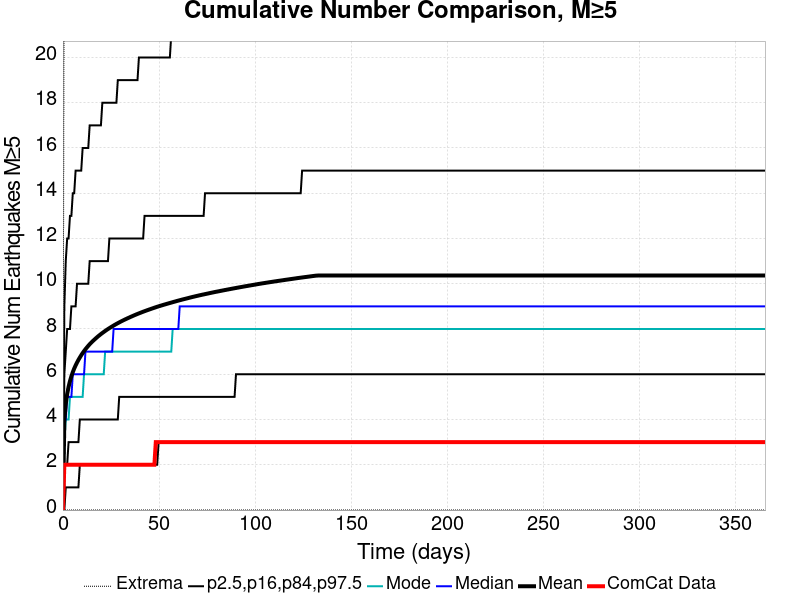 Cumulative Number Comparison, M≥5
Cumulative Num Earthquakes M≥5
20
18
16
14
12
10
8
6
4
2
0
0 50 100 150 200 250 300 350
Time (days)
Extrema p2.5,p16,p84,p97.5 Mode Median Mean ComCat Data